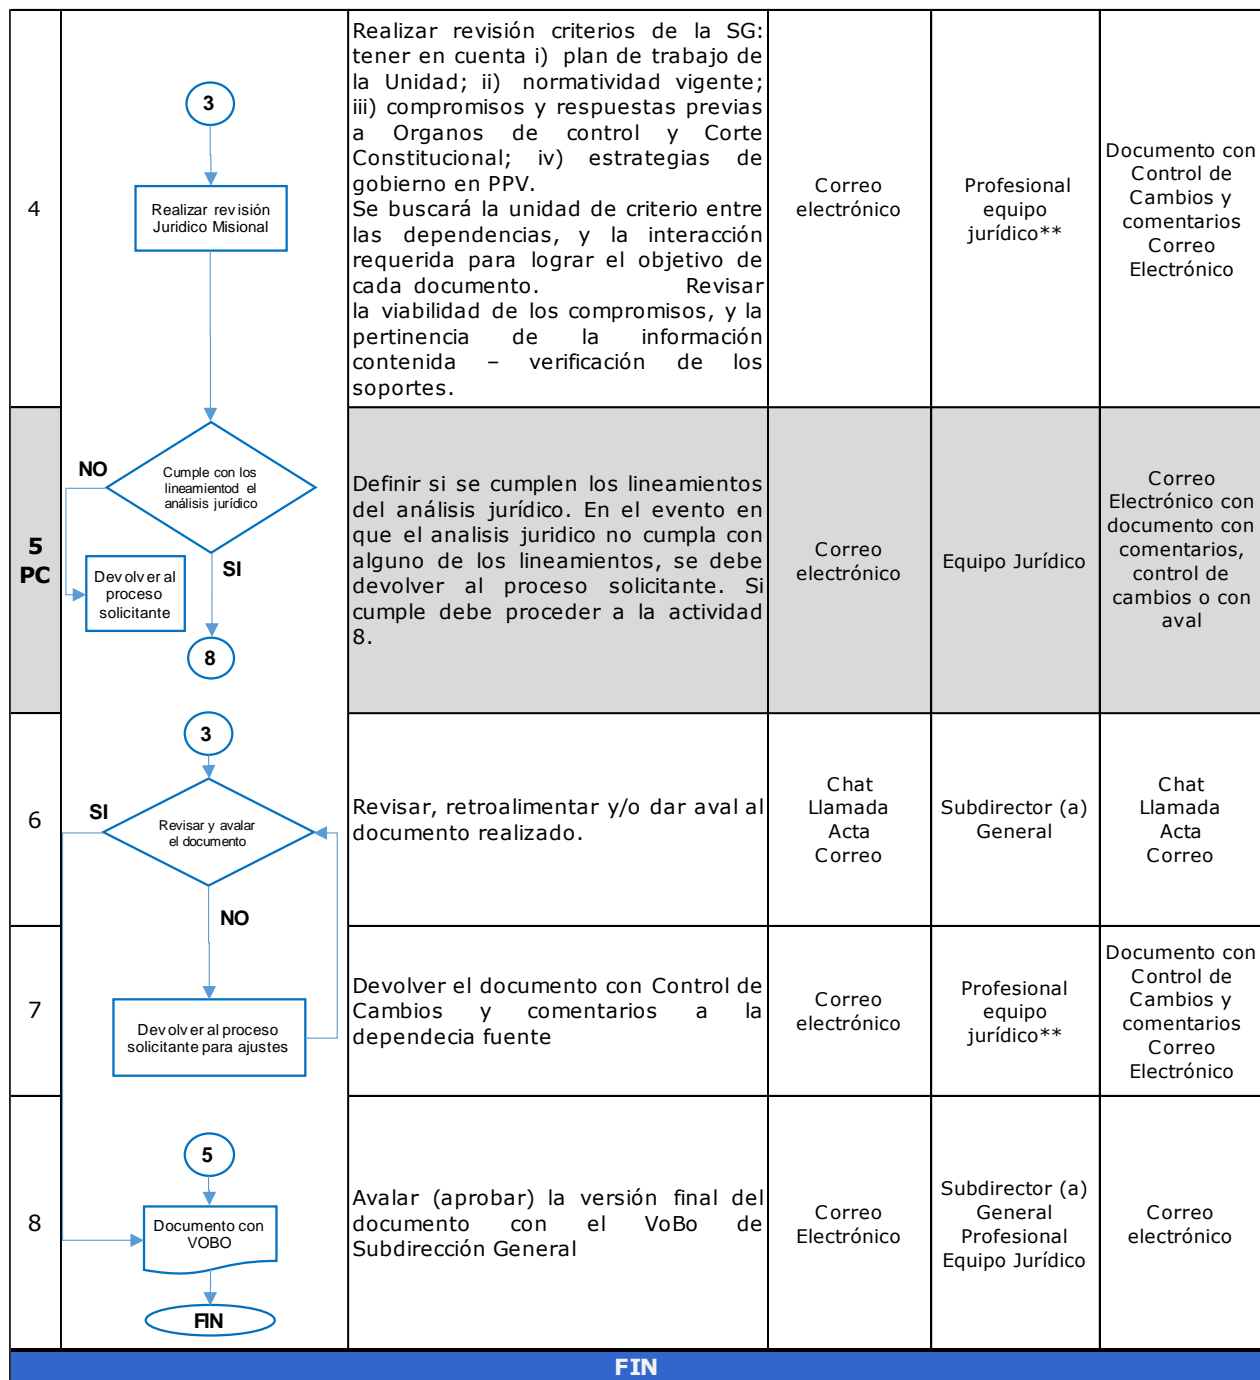 4
3
Realizar revisión
Juridico Misional
Realizar revisión criterios de la SG:
tener en cuenta i) plan de trabajo de
la Unidad; ii) normatividad vigente;
iii) compromisos y respuestas previas
a Organos de control y Corte
Constitucional; iv) estrategias de
gobierno en PPV.
Se buscará la unidad de criterio entre
las dependencias, y la interacción
requerida para lograr el objetivo de
cada documento. Revisar
la viabilidad de los compromisos, y la
pertinencia de la información
contenida – verificación de los
soportes.
Correo
electrónico
Profesional
equipo
jurídico**
Documento con
Control de
Cambios y
comentarios
Correo
Electrónico
5
PC
NO
Cumple con los
lineamientod el
análisis jurídico
Devolver al
proceso
solicitante
SI
8
Definir si se cumplen los lineamientos
del análisis jurídico. En el evento en
que el analisis juridico no cumpla con
alguno de los lineamientos, se debe
devolver al proceso solicitante. Si
cumple debe proceder a la actividad
8.
Correo
electrónico
Equipo Jurídico
Correo
Electrónico con
documento con
comentarios,
control de
cambios o con
aval
6
3
SI
Revisar y avalar
el documento
NO
Revisar, retroalimentar y/o dar aval al
documento realizado.
Chat
Llamada
Acta
Correo
Subdirector (a)
General
Chat
Llamada
Acta
Correo
7
Devolver al proceso
solicitante para ajustes
Devolver el documento con Control de
Cambios y comentarios a la
dependecia fuente
Correo
electrónico
Profesional
equipo
jurídico**
Documento con
Control de
Cambios y
comentarios
Correo
Electrónico
8
5
Documento con
VOBO
FIN
Avalar (aprobar) la versión final del
documento con el VoBo de
Subdirección General
Correo
Electrónico
Subdirector (a)
General
Profesional
Equipo Jurídico
Correo
electrónico
FIN